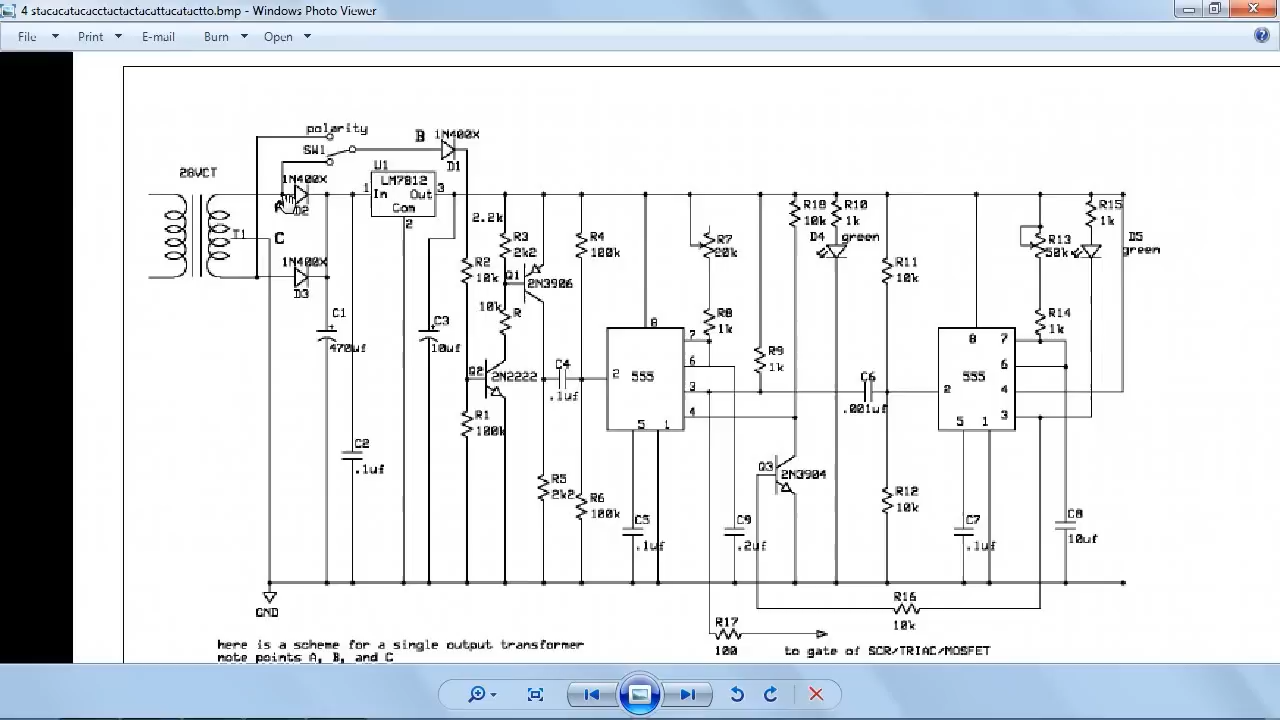 4 stacacatacacctactactacattacatactto.bmp - Windows Photo Viewer
File Print E-mail Burn Open
polarity
SW1
B 1N400X
D1
28VCT
1N400X
D2
U1
LM7812
1 In Out 3
Com
2
T1
C
1N400X
D3
C1
470uf
C2
.1uf
C3
10uf
2.2k
R3
2k2
R2
10k
Q1
2N3906
10k R
Q2 2N2222
R1
100k
R4
100k
C4
.1uf
R5
2k2
R6
100k
8
2 555
7
6
3
4
5 1
C5
.1uf
R7
20k
R8
1k
C9
.2uf
R9
1k
R18
10k
R10
1k
D4 green
Q3
2N3904
R11
10k
C6
.001uf
R12
10k
8 7
6
2 555 4
5 1 3
C7
.1uf
R13
50k
R14
1k
R15
1k
D5
green
C8
10uf
R16
10k
R17
100
to gate of SCR/TRIAC/MOSFET
GND
here is a scheme for a single output transformer
note points A, B, and C